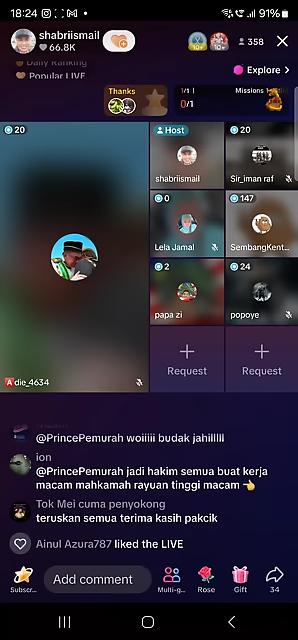 18:24
91%
shabriismail
66.8K
10+
10+
358
Daily Ranking
Popular LIVE
Explore >
Thanks
1/1
Missions
0/1
20
Host
20
shabriismail
Sir_iman raf
0
147
Lela Jamal
SembangKent...
2
24
papa zi
popoye
Adie_4634
+
+
Request
Request
@PrincePemurah woiiiii budak jahilllll
ion
@PrincePemurah jadi hakim semua buat kerja
macam mahkamah rayuan tinggi macam 👈
Tok Mei cuma penyokong
teruskan semua terima kasih pakcik
Ainul Azura787 liked the LIVE
Subscr...
Add comment
Multi-g...
Rose
Gift
34